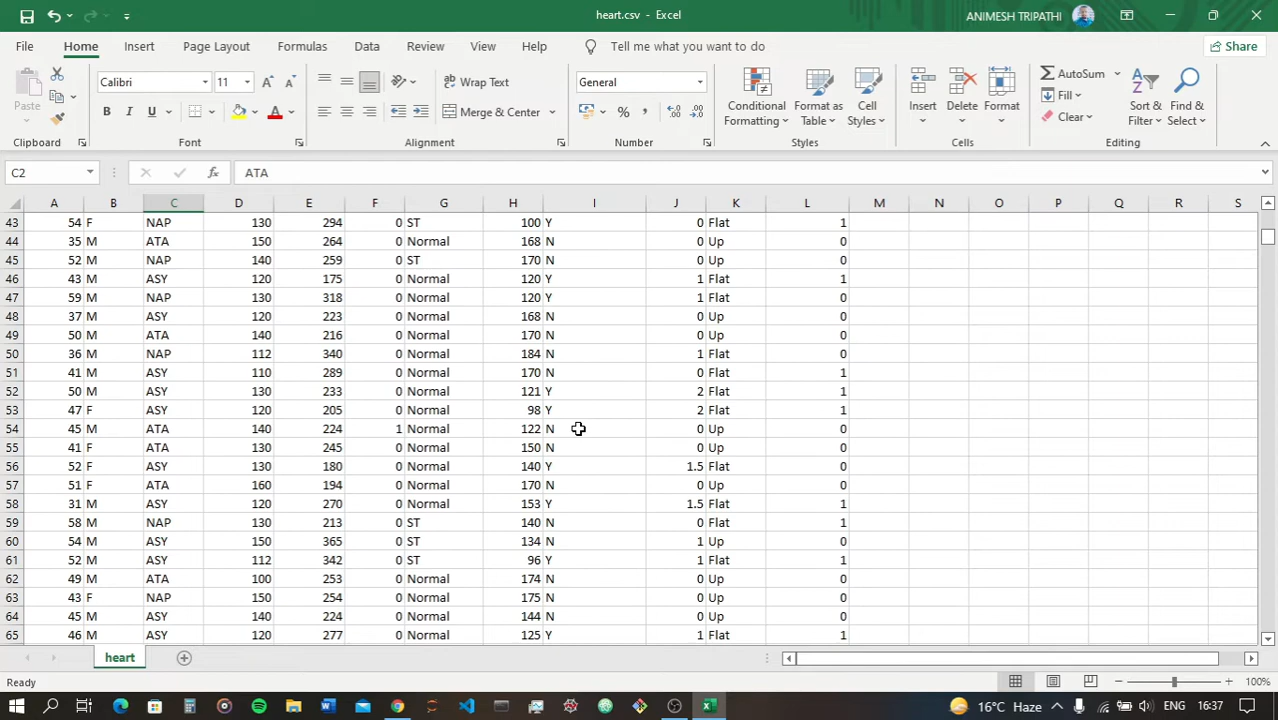 heart.csv - Excel
ANIMESH TRIPATHI
File Home Insert Page Layout Formulas Data Review View Help Tell me what you want to do Share
Paste
Calibri 11
B I U A
Wrap Text
Merge & Center
General
% ,
Conditional Formatting
Format as Table
Cell Styles
Insert
Delete
Format
AutoSum
Fill
Clear
Sort & Filter
Find & Select
Clipboard Font Alignment Number Styles Cells Editing
C2 fx ATA
A B C D E F G H I J K L M N O P Q R S
43 54 F NAP 130 294 0 ST 100 Y 0 Flat 1
44 35 M ATA 150 264 0 Normal 168 N 0 Up 0
45 52 M NAP 140 259 0 ST 170 N 0 Up 0
46 43 M ASY 120 175 0 Normal 120 Y 1 Flat 1
47 59 M NAP 130 318 0 Normal 120 Y 1 Flat 0
48 37 M ASY 120 223 0 Normal 168 N 0 Up 0
49 50 M ATA 140 216 0 Normal 170 N 0 Up 0
50 36 M NAP 112 340 0 Normal 184 N 1 Flat 0
51 41 M ASY 110 289 0 Normal 170 N 0 Flat 1
52 50 M ASY 130 233 0 Normal 121 Y 2 Flat 1
53 47 F ASY 120 205 0 Normal 98 Y 2 Flat 1
54 45 M ATA 140 224 1 Normal 122 N 0 Up 0
55 41 F ATA 130 245 0 Normal 150 N 0 Up 0
56 52 F ASY 130 180 0 Normal 140 Y 1.5 Flat 0
57 51 F ATA 160 194 0 Normal 170 N 0 Up 0
58 31 M ASY 120 270 0 Normal 153 Y 1.5 Flat 1
59 58 M NAP 130 213 0 ST 140 N 0 Flat 1
60 54 M ASY 150 365 0 ST 134 N 1 Up 0
61 52 M ASY 112 342 0 ST 96 Y 1 Flat 1
62 49 M ATA 100 253 0 Normal 174 N 0 Up 0
63 43 F NAP 150 254 0 Normal 175 N 0 Up 0
64 45 M ASY 140 224 0 Normal 144 N 0 Up 0
65 46 M ASY 120 277 0 Normal 125 Y 1 Flat 1
heart
Ready 100%
16°C Haze ENG 16:37